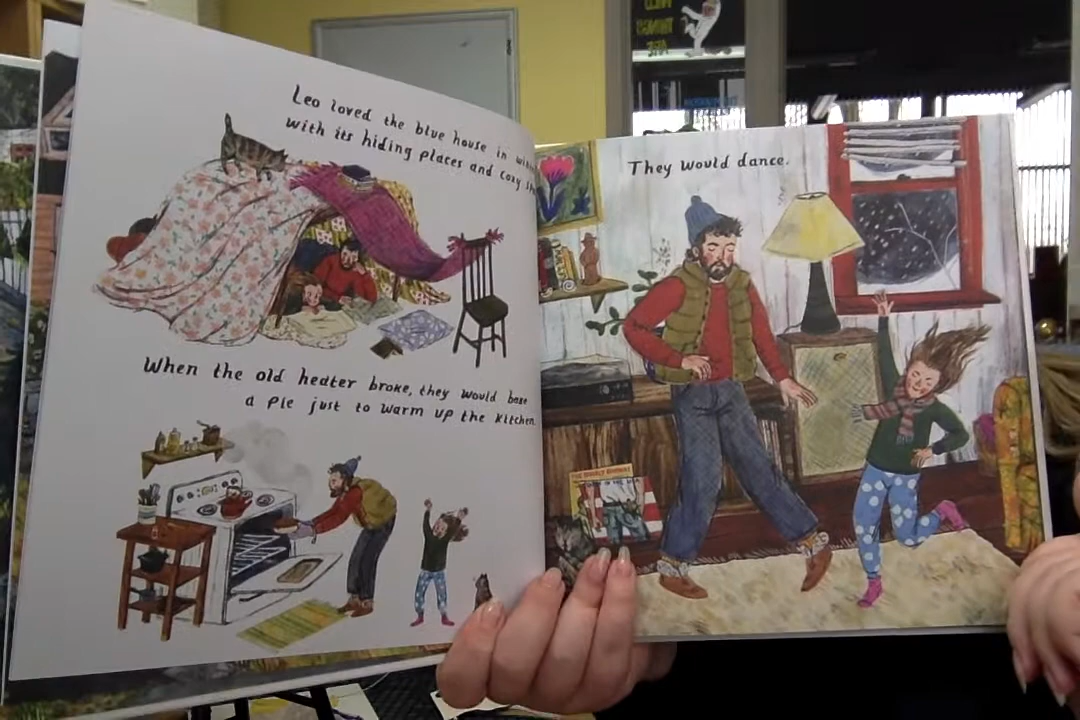 Leo loved the blue house in
with its hiding places and cozy
When the old heater broke, they would bake
a pie just to warm up the kitchen.
They would dance.